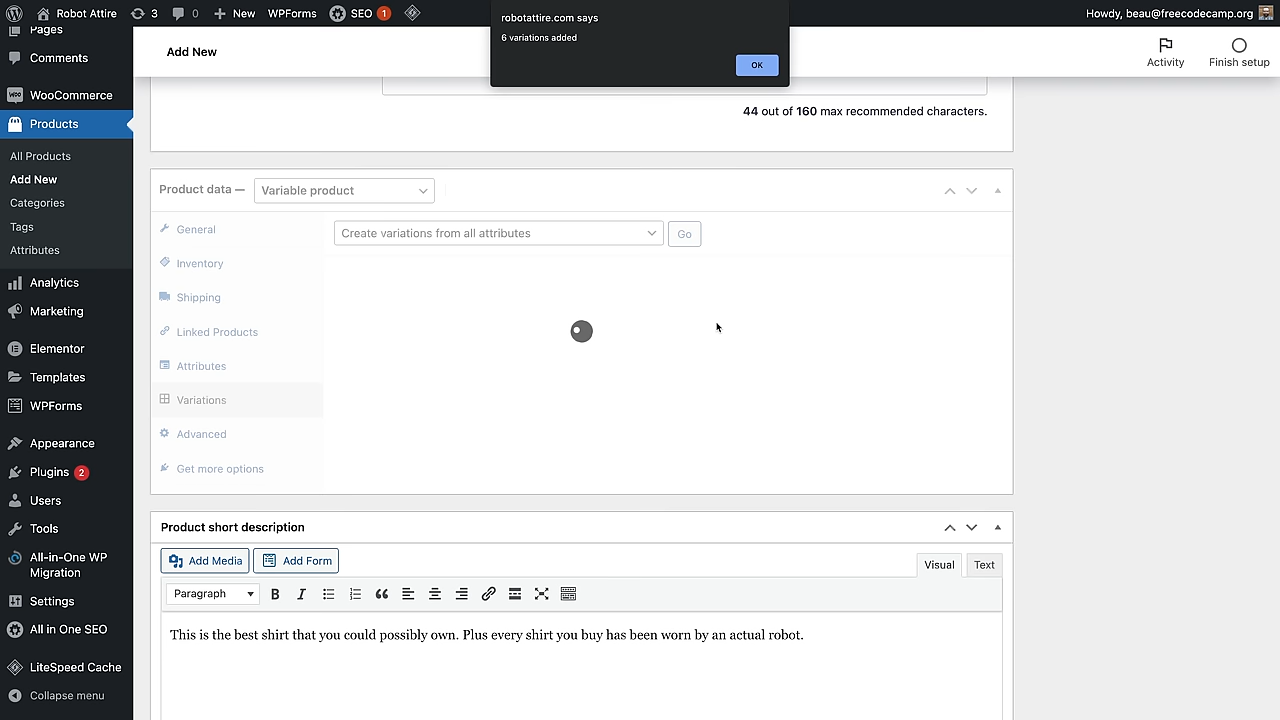 Robot Attire
3
0
New
WPForms
SEO
1
Howdy, beau@freecodecamp.org
robotattire.com says
6 variations added
OK
Add New
Activity
Finish setup
Pages
Comments
WooCommerce
Products
All Products
Add New
Categories
Tags
Attributes
Analytics
Marketing
Elementor
Templates
WPForms
Appearance
Plugins 2
Users
Tools
All-in-One WP
Migration
Settings
All in One SEO
LiteSpeed Cache
Collapse menu
44 out of 160 max recommended characters.
Product data — Variable product
General
Inventory
Shipping
Linked Products
Attributes
Variations
Advanced
Get more options
Create variations from all attributes
Go
Product short description
Add Media
Add Form
Visual
Text
Paragraph
This is the best shirt that you could possibly own. Plus every shirt you buy has been worn by an actual robot.